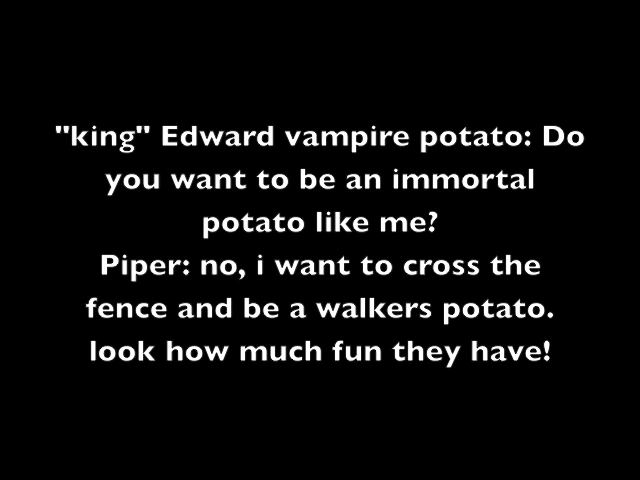 "king" Edward vampire potato: Do
you want to be an immortal
potato like me?
Piper: no, i want to cross the
fence and be a walkers potato.
look how much fun they have!